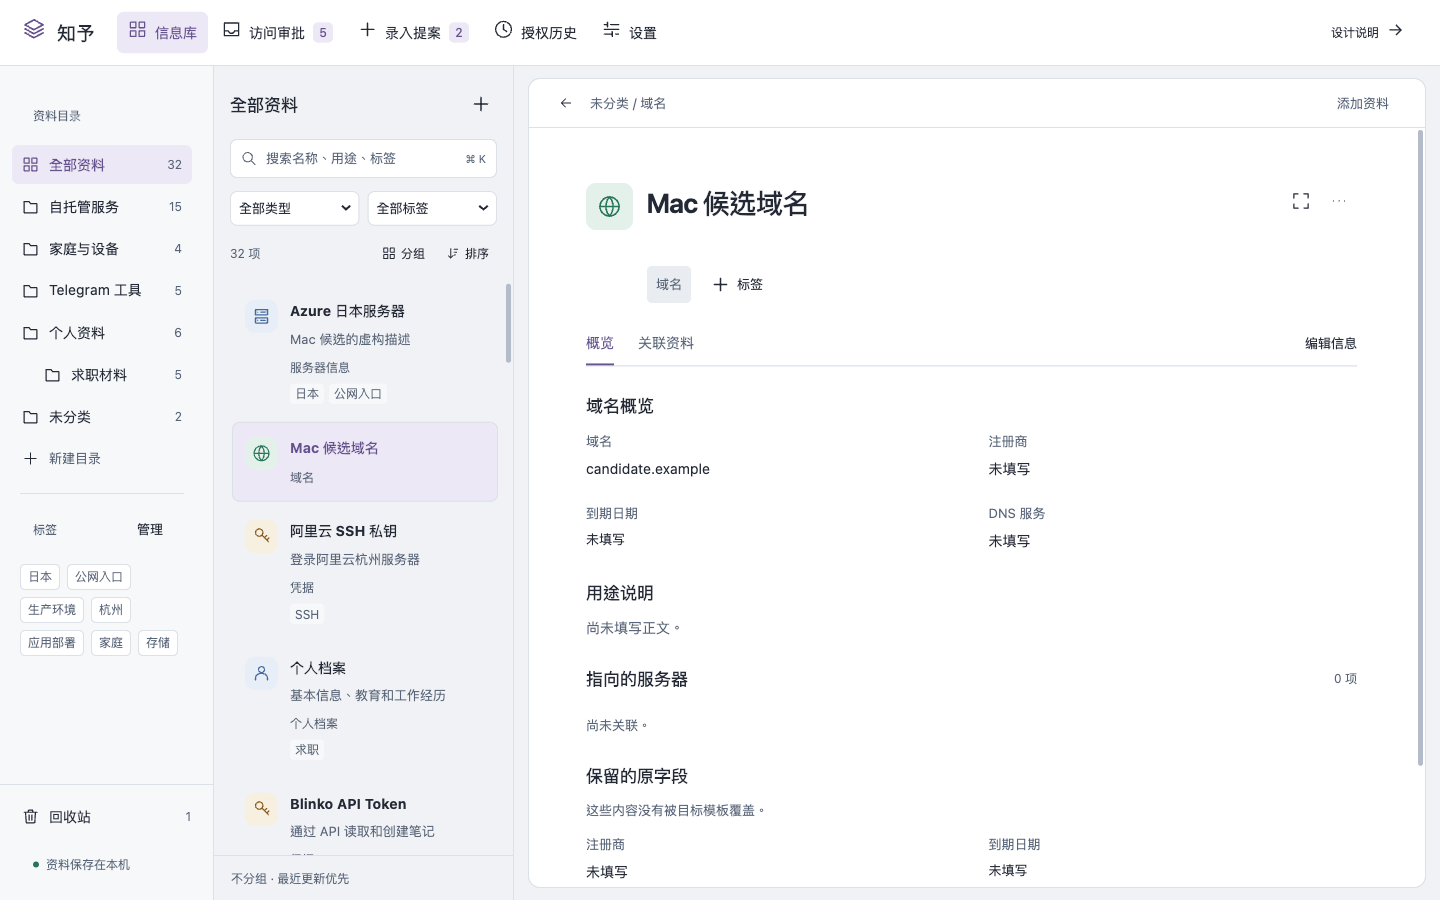 知予
信息库
访问审批 5
录入提案 2
授权历史
设置
设计说明
资料目录
全部资料 32
自托管服务 15
家庭与设备 4
Telegram 工具 5
个人资料 6
求职材料 5
未分类 2
新建目录
标签 管理
日本 公网入口
生产环境 杭州
应用部署 家庭 存储
回收站 1
资料保存在本机
全部资料
搜索名称、用途、标签 ⌘ K
全部类型 全部标签
32 项 分组 排序
Azure 日本服务器
Mac 候选的虚构描述
服务器信息
日本 公网入口
Mac 候选域名
域名
阿里云 SSH 私钥
登录阿里云杭州服务器
凭据
SSH
个人档案
基本信息、教育和工作经历
个人档案
求职
Blinko API Token
通过 API 读取和创建笔记
不分组 · 最近更新优先
未分类 / 域名 添加资料
Mac 候选域名
域名 标签
概览 关联资料 编辑信息
域名概览
域名 注册商
candidate.example 未填写
到期日期 DNS 服务
未填写 未填写
用途说明
尚未填写正文。
指向的服务器 0 项
尚未关联。
保留的原字段
这些内容没有被目标模板覆盖。
注册商 到期日期
未填写 未填写